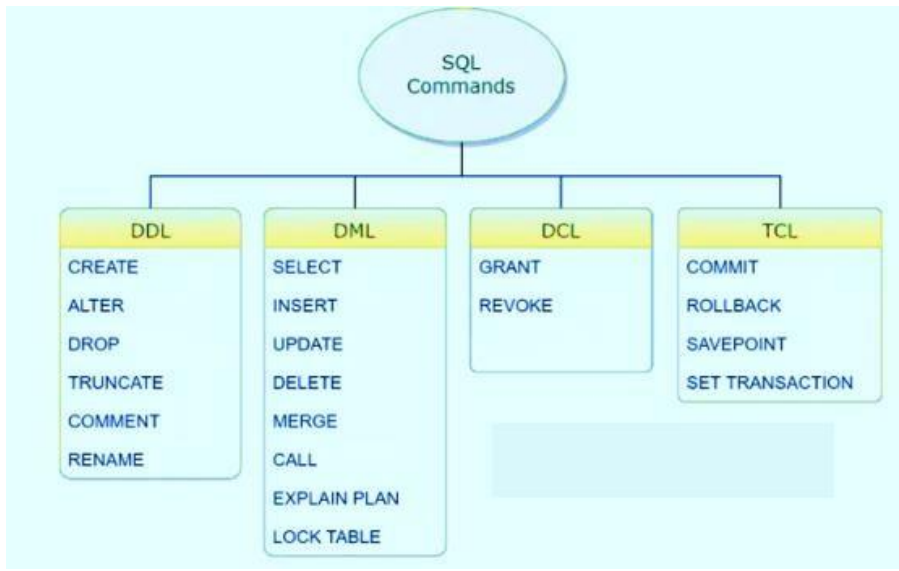 SQL
Commands
DDL
CREATE
ALTER
DROP
TRUNCATE
COMMENT
RENAME
DML
SELECT
INSERT
UPDATE
DELETE
MERGE
CALL
EXPLAIN PLAN
LOCK TABLE
DCL
GRANT
REVOKE
TCL
COMMIT
ROLLBACK
SAVEPOINT
SET TRANSACTION